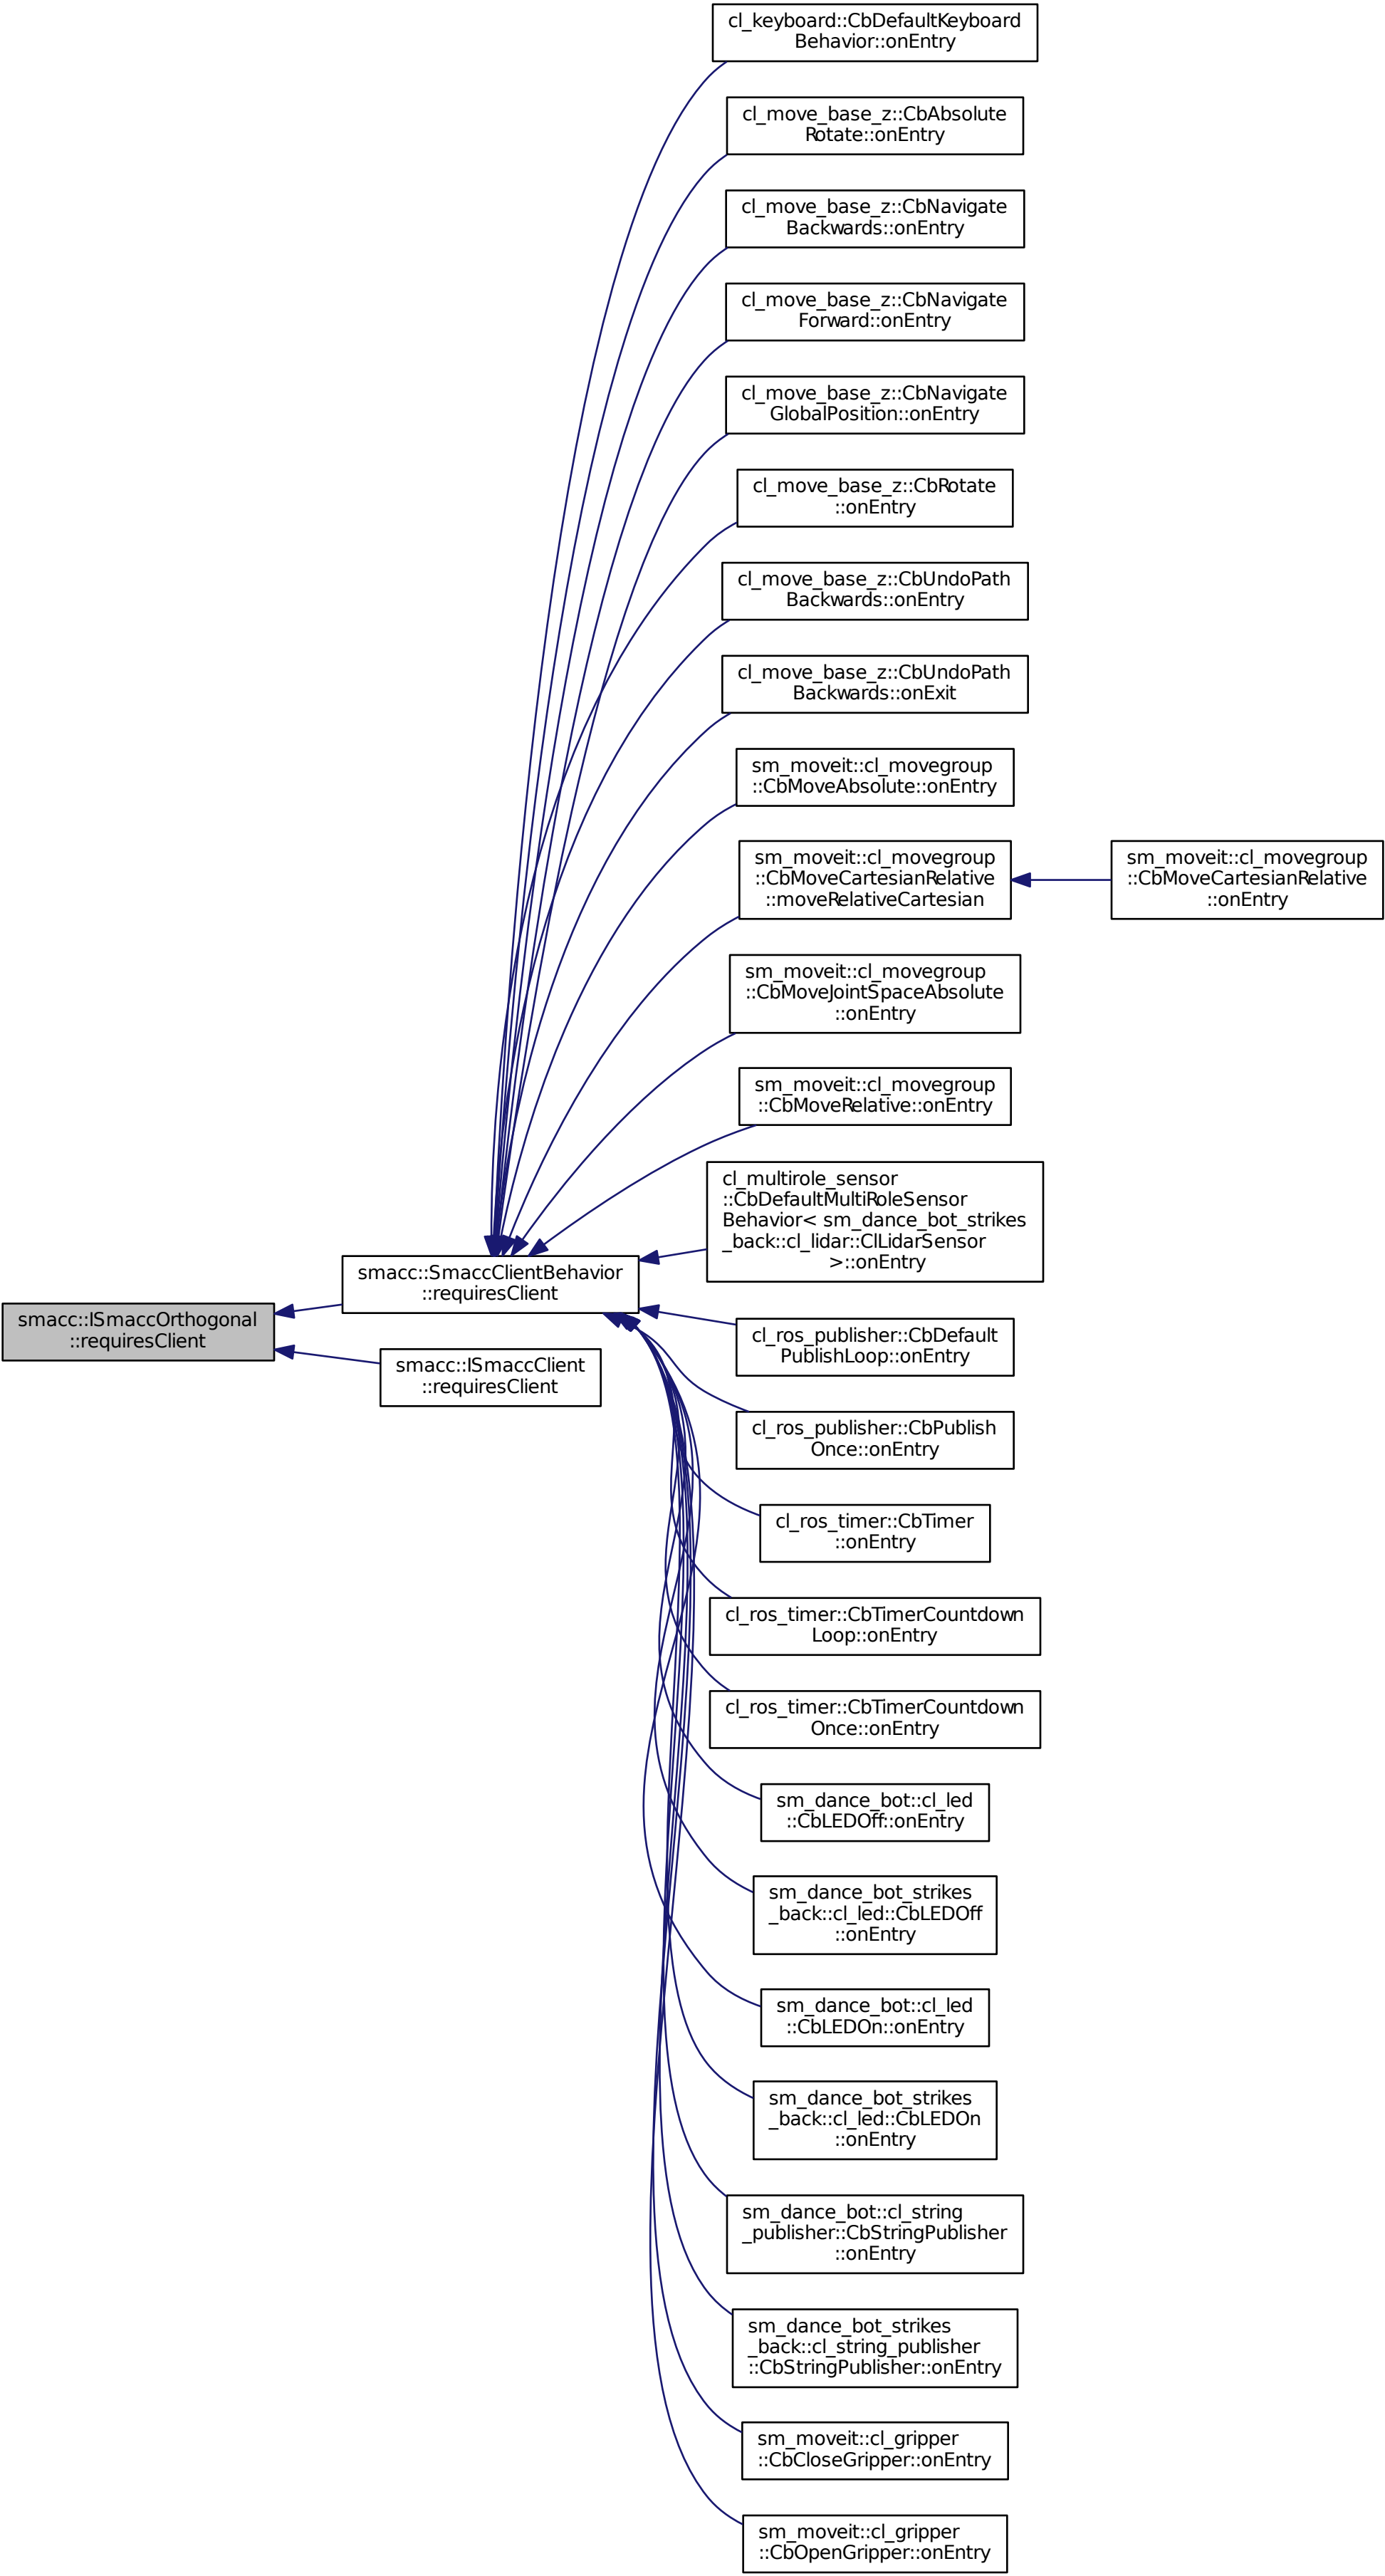 cl_keyboard::CbDefaultKeyboard
Behavior::onEntry
cl_move_base_z::CbAbsolute
Rotate::onEntry
cl_move_base_z::CbNavigate
Backwards::onEntry
cl_move_base_z::CbNavigate
Forward::onEntry
cl_move_base_z::CbNavigate
GlobalPosition::onEntry
cl_move_base_z::CbRotate
::onEntry
cl_move_base_z::CbUndoPath
Backwards::onEntry
cl_move_base_z::CbUndoPath
Backwards::onExit
sm_moveit::cl_movegroup
::CbMoveAbsolute::onEntry
sm_moveit::cl_movegroup
::CbMoveCartesianRelative
::moveRelativeCartesian
sm_moveit::cl_movegroup
::CbMoveCartesianRelative
::onEntry
sm_moveit::cl_movegroup
::CbMoveJointSpaceAbsolute
::onEntry
sm_moveit::cl_movegroup
::CbMoveRelative::onEntry
cl_multirole_sensor
::CbDefaultMultiRoleSensor
Behavior< sm_dance_bot_strikes
_back::cl_lidar::ClLidarSensor
>::onEntry
smacc::SmaccClientBehavior
::requiresClient
smacc::ISmaccOrthogonal
::requiresClient
smacc::ISmaccClient
::requiresClient
cl_ros_publisher::CbDefault
PublishLoop::onEntry
cl_ros_publisher::CbPublish
Once::onEntry
cl_ros_timer::CbTimer
::onEntry
cl_ros_timer::CbTimerCountdown
Loop::onEntry
cl_ros_timer::CbTimerCountdown
Once::onEntry
sm_dance_bot::cl_led
::CbLEDOff::onEntry
sm_dance_bot_strikes
_back::cl_led::CbLEDOff
::onEntry
sm_dance_bot::cl_led
::CbLEDOn::onEntry
sm_dance_bot_strikes
_back::cl_led::CbLEDOn
::onEntry
sm_dance_bot::cl_string
_publisher::CbStringPublisher
::onEntry
sm_dance_bot_strikes
_back::cl_string_publisher
::CbStringPublisher::onEntry
sm_moveit::cl_gripper
::CbCloseGripper::onEntry
sm_moveit::cl_gripper
::CbOpenGripper::onEntry